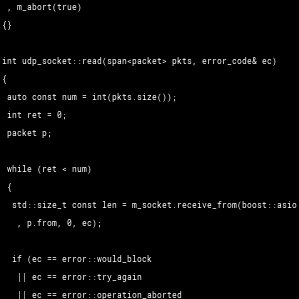 , m_abort(true)
{}
int udp_socket::read(span<packet> pkts, error_code& ec)
{
auto const num = int(pkts.size());
int ret = 0;
packet p;
while (ret < num)
{
std::size_t const len = m_socket.receive_from(boost::asio
, p.from, 0, ec);
if (ec == error::would_block
|| ec == error::try_again
|| ec == error::operation_aborted